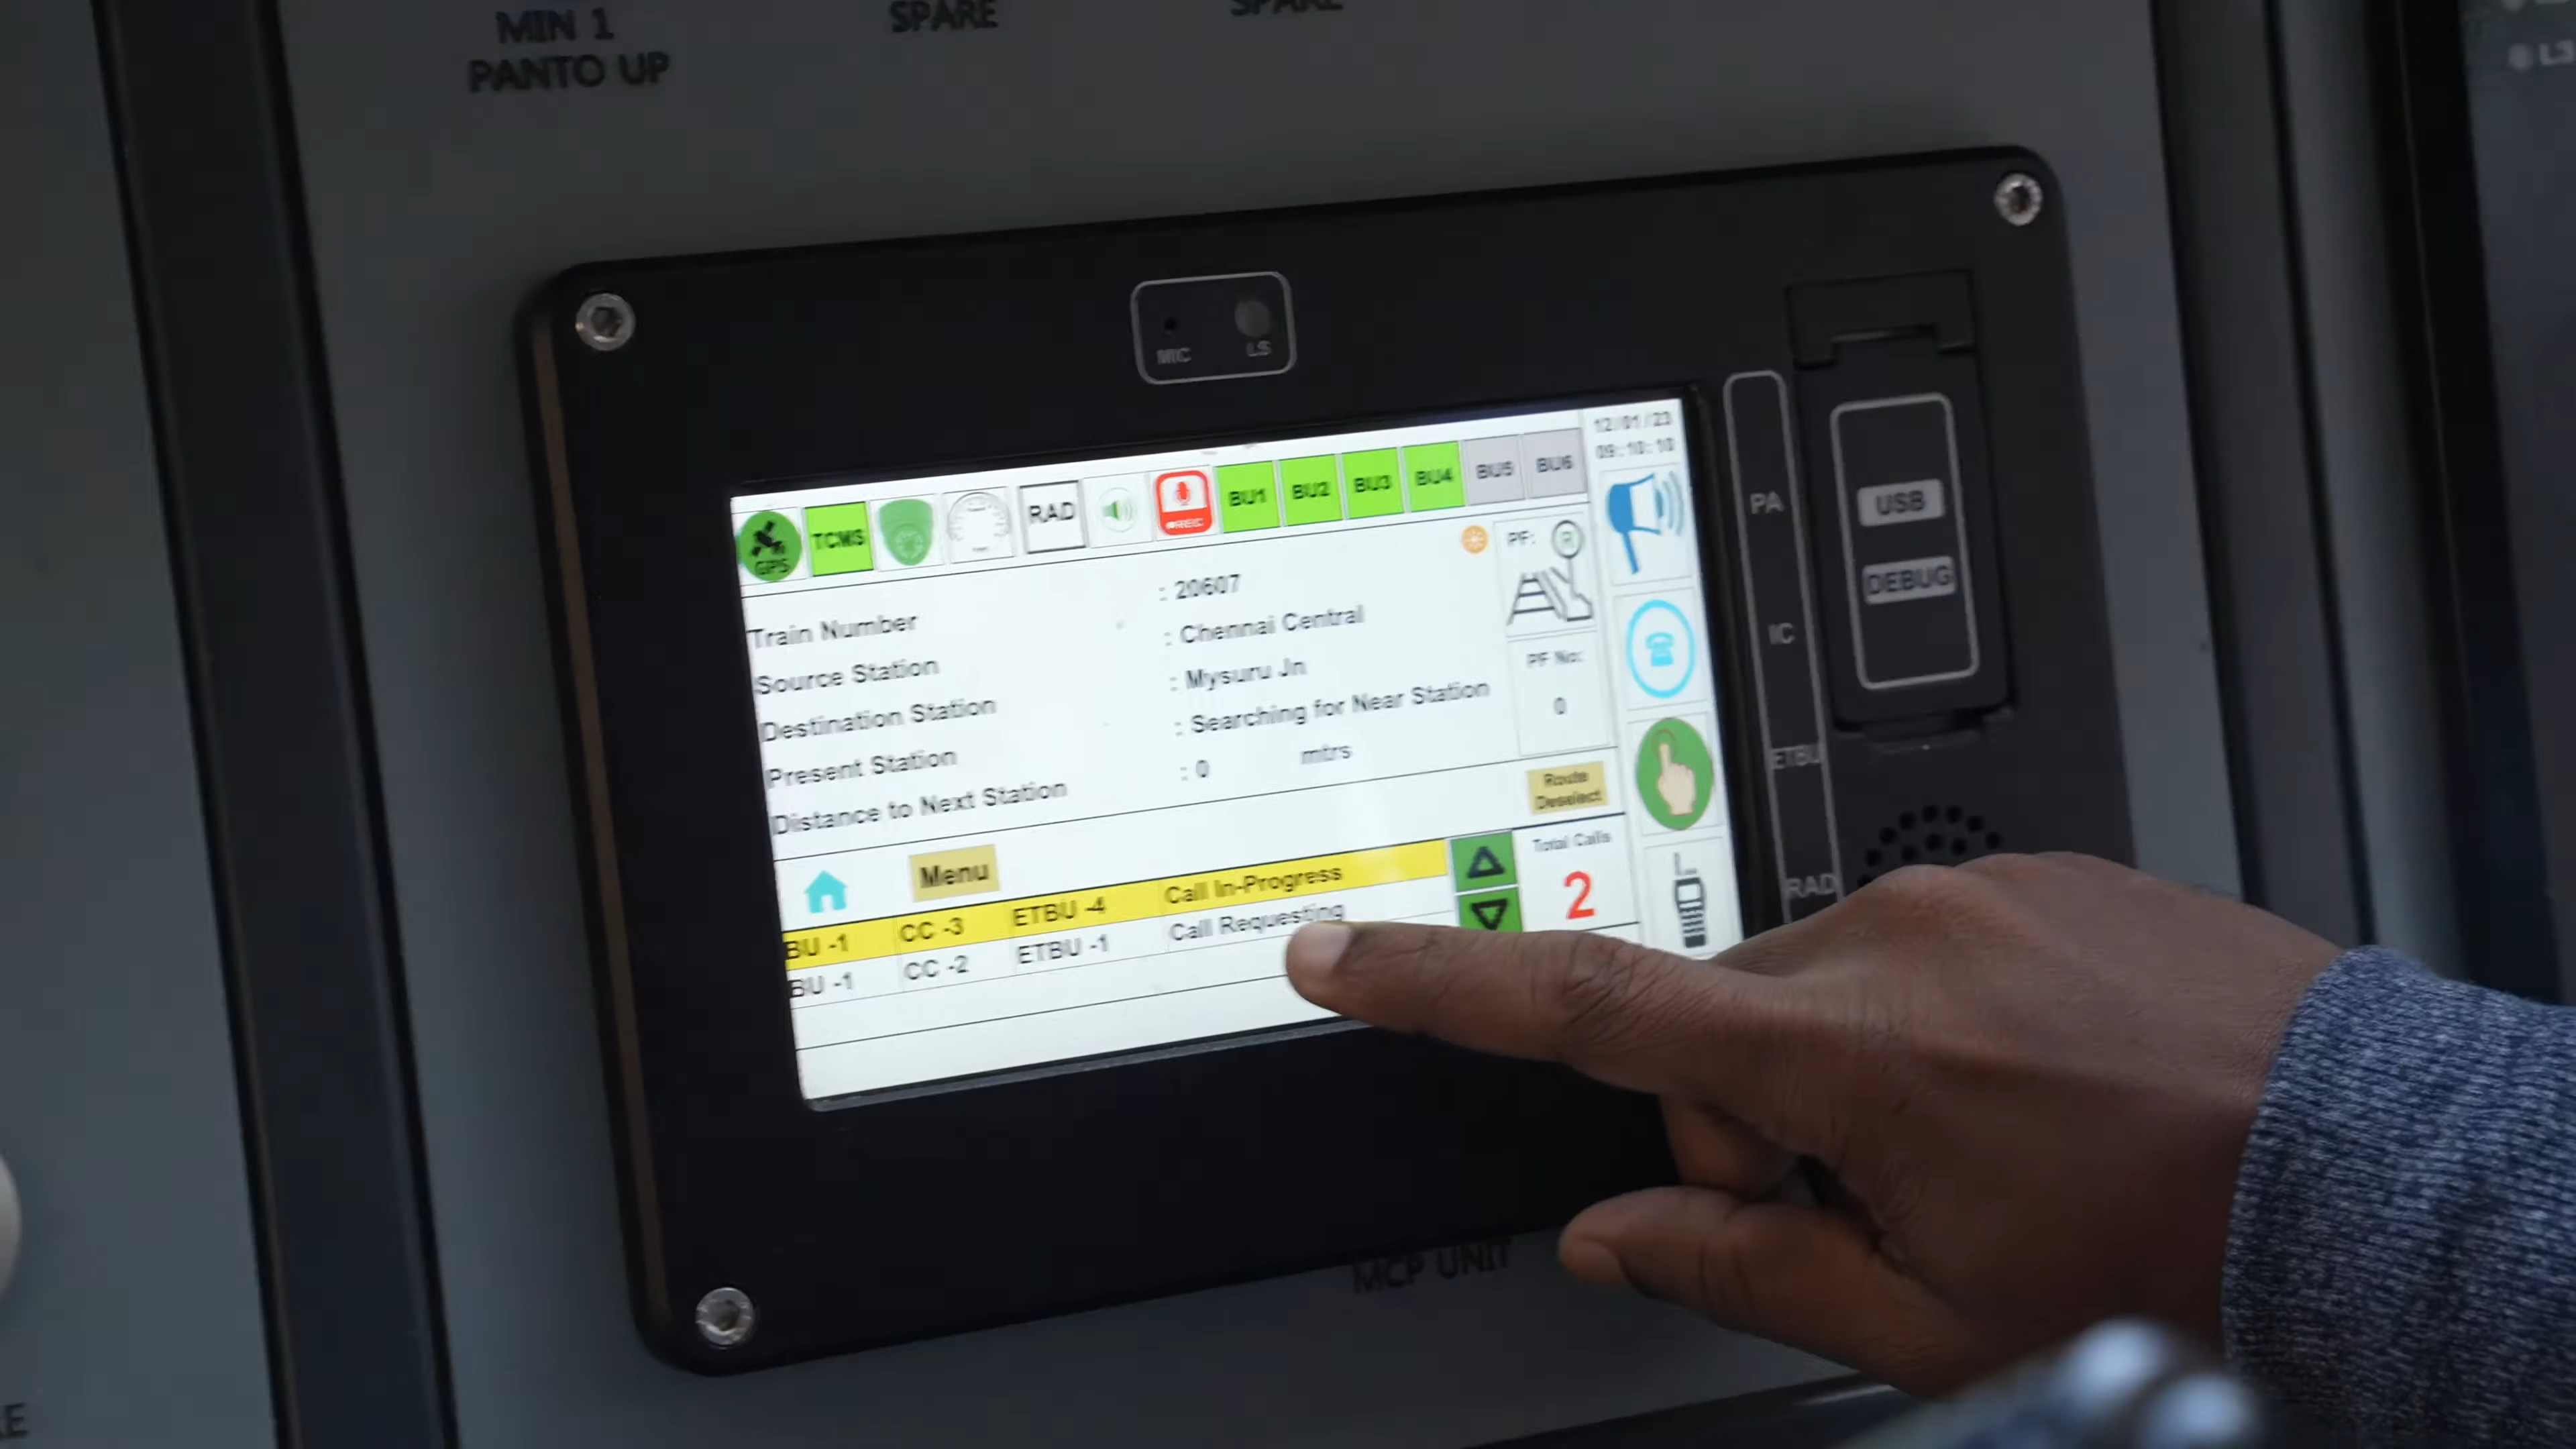 MIN 1
PANTO UP
SPARE
SPARE
L3
MIC
LS
GPS
TCMS
RAD
REC
BU1
BU2
BU3
BU4
BU5
BU6
12/01/23
09:10:10
Train Number : 20607
Source Station : Chennai Central
Destination Station : Mysuru Jn
Present Station : Searching for Near Station
Distance to Next Station : 0 mtrs
PF:
R
PF No:
0
Route
Deselect
Menu
Total Calls
2
BU -1 CC -3 ETBU -4 Call In-Progress
BU -1 CC -2 ETBU -1 Call Requesting
PA
IC
ETBU
RAD
USB
DEBUG
MCP UNIT